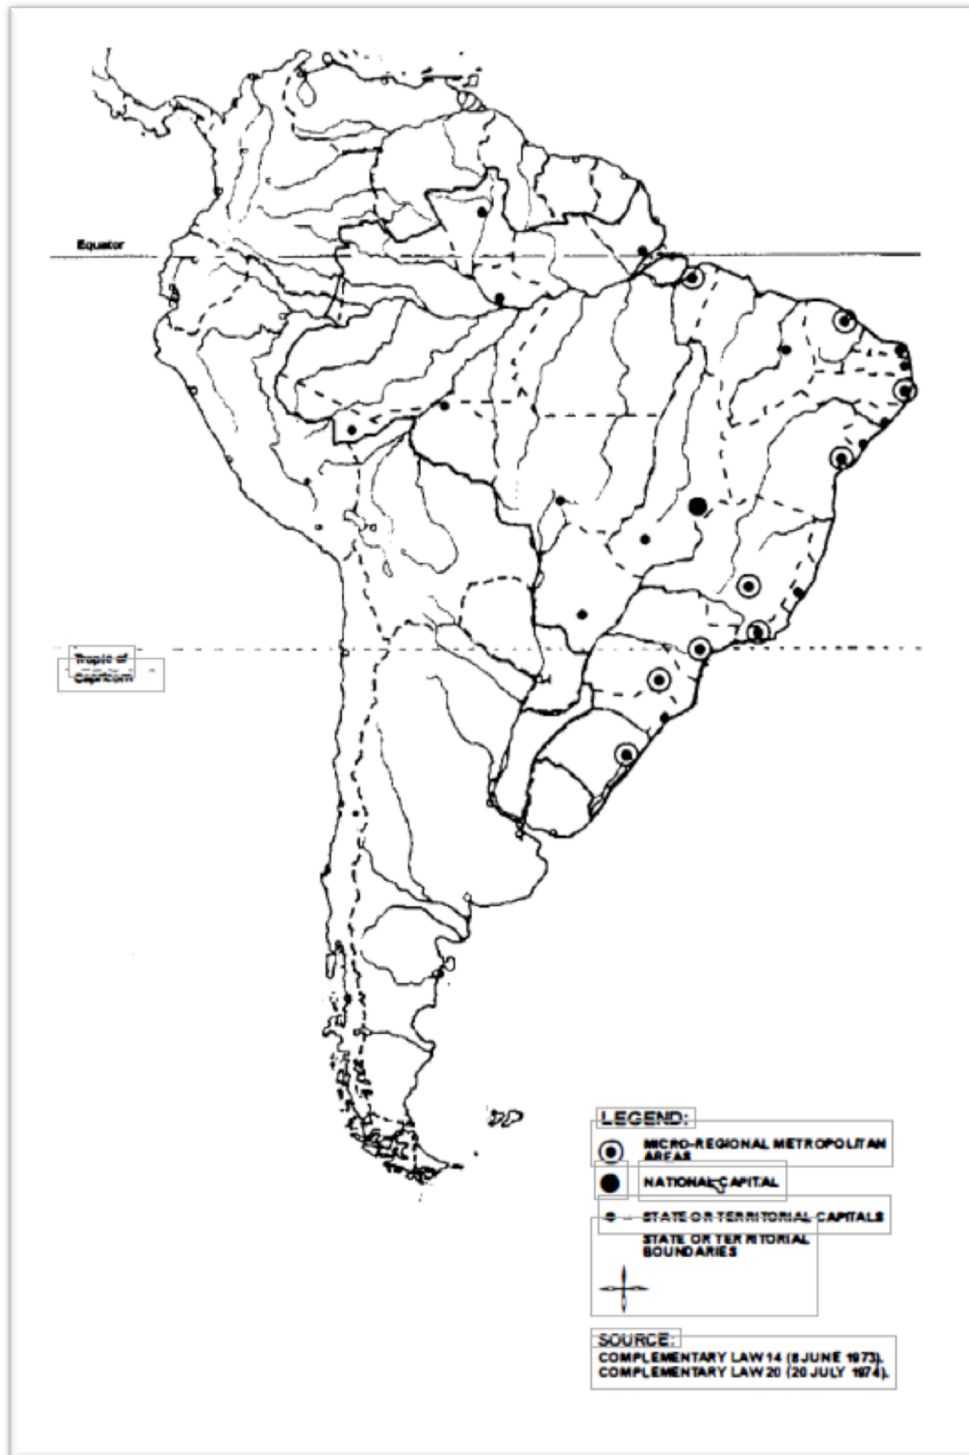 Equator
Tropic of
Capricorn
LEGEND:
MICRO-REGIONAL METROPOLITAN
AREAS
NATIONAL CAPITAL
STATE OR TERRITORIAL CAPITALS
STATE OR TERRITORIAL
BOUNDARIES
SOURCE:
COMPLEMENTARY LAW 14 (8 JUNE 1973).
COMPLEMENTARY LAW 20 (20 JULY 1974).